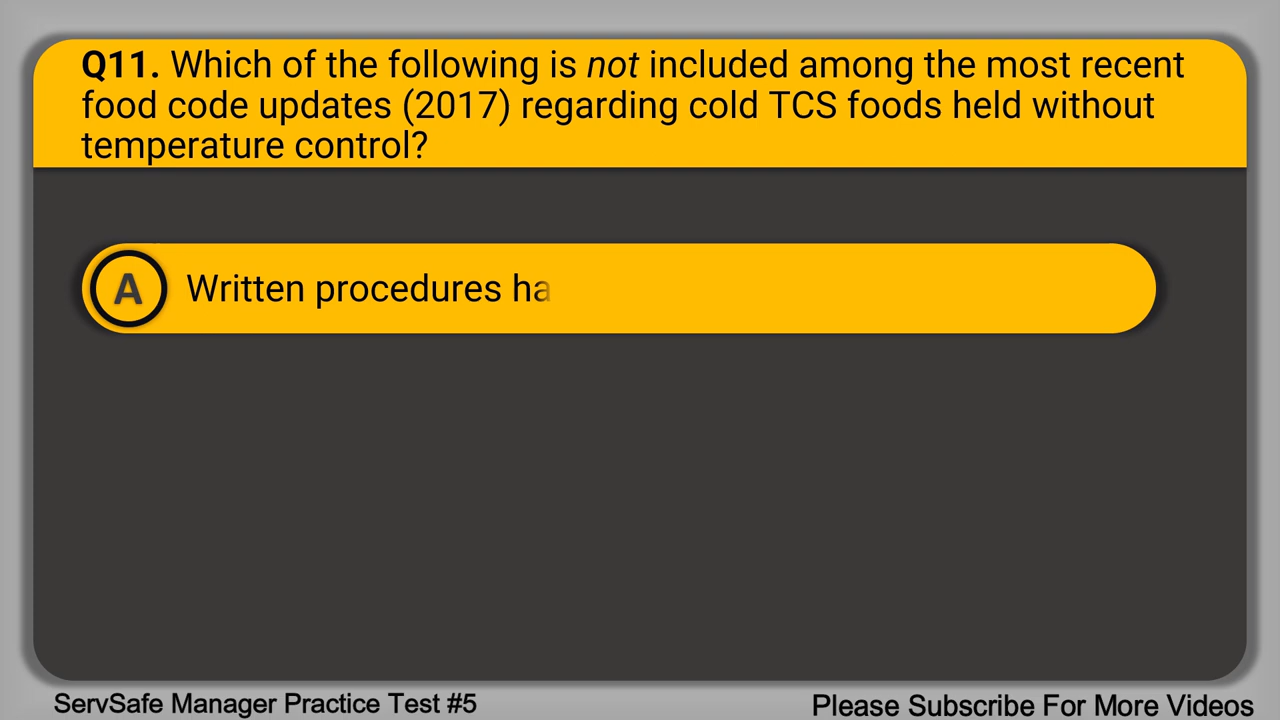 Q11. Which of the following is not included among the most recent
food code updates (2017) regarding cold TCS foods held without
temperature control?
A
Written procedures ha
ServSafe Manager Practice Test #5
Please Subscribe For More Videos